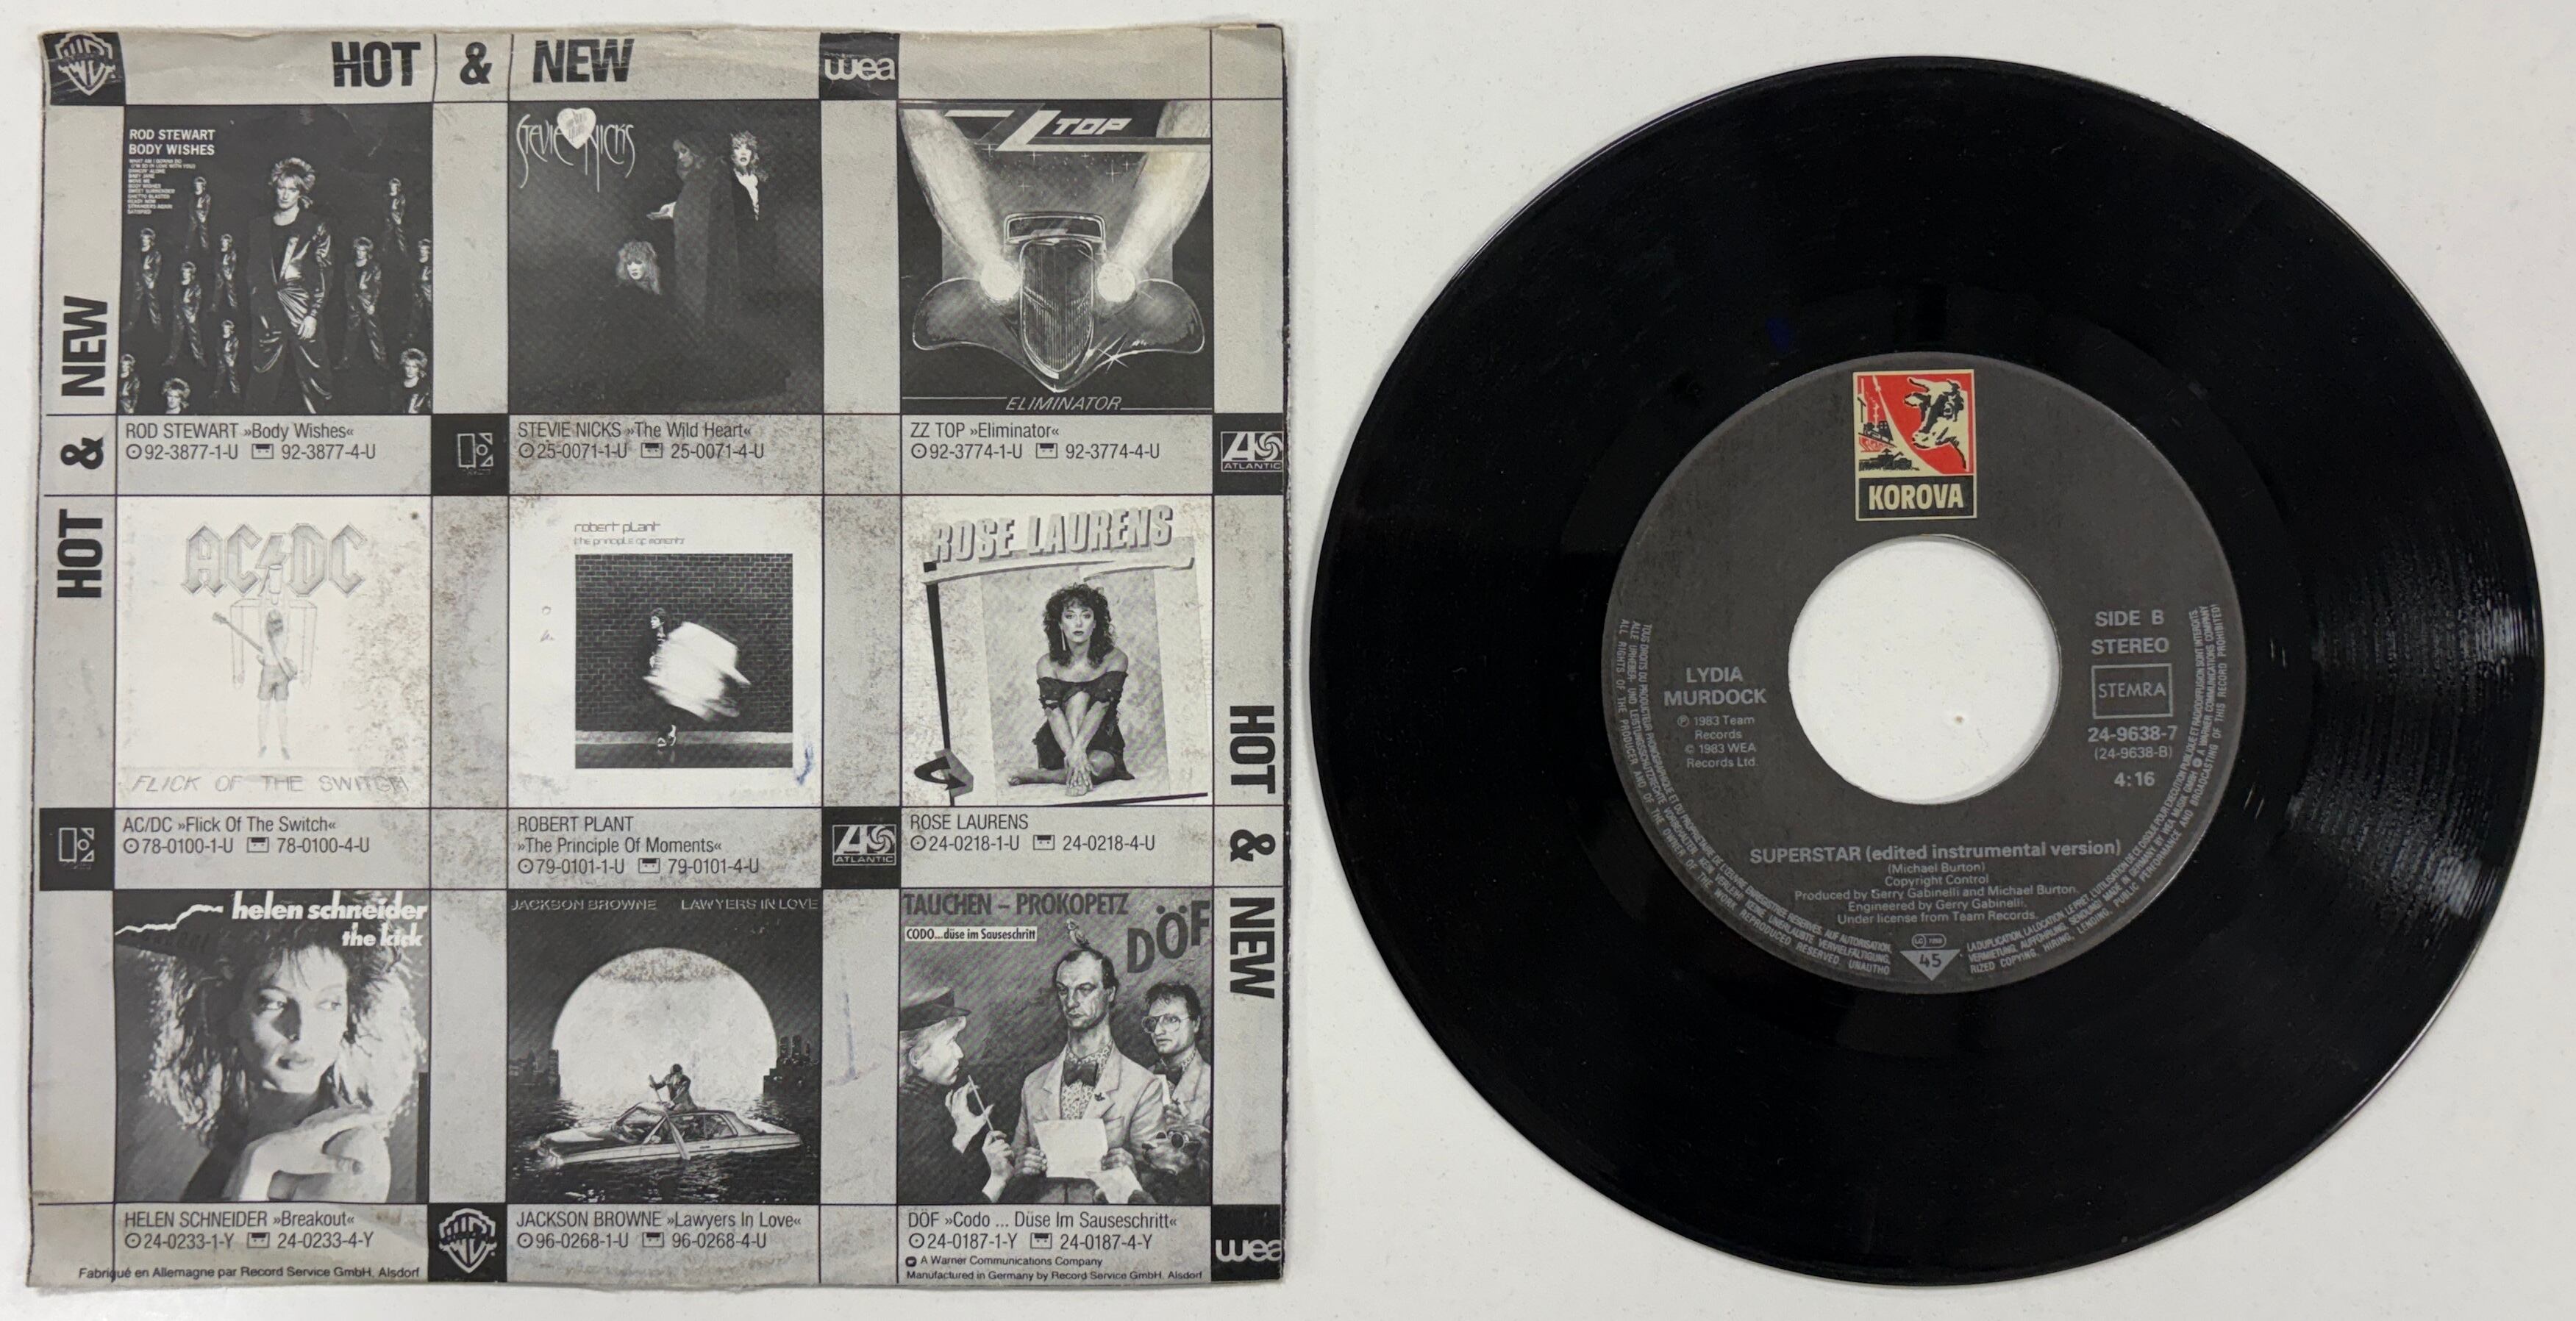 HOT & NEW
wea
ROD STEWART
BODY WISHES
STEVIE NICKS
ZZ TOP
ELIMINATOR
HOT & NEW
ROD STEWART »Body Wishes«
92-3877-1-U 92-3877-4-U
STEVIE NICKS »The Wild Heart«
25-0071-1-U 25-0071-4-U
ZZ TOP »Eliminator«
92-3774-1-U 92-3774-4-U
ATLANTIC
AC/DC
FLICK OF THE SWITCH
robert plant
the principle of moments
ROSE LAURENS
HOT & NEW
AC/DC »Flick Of The Switch«
78-0100-1-U 78-0100-4-U
ROBERT PLANT
»The Principle Of Moments«
79-0101-1-U 79-0101-4-U
ATLANTIC
ROSE LAURENS
24-0218-1-U 24-0218-4-U
helen schneider
the kick
JACKSON BROWNE LAWYERS IN LOVE
TAUCHEN – PROKOPETZ
CODO...düse im Sauseschritt
DÖF
HELEN SCHNEIDER »Breakout«
24-0233-1-Y 24-0233-4-Y
JACKSON BROWNE »Lawyers In Love«
96-0268-1-U 96-0268-4-U
DÖF »Codo ... Düse Im Sauseschritt«
24-0187-1-Y 24-0187-4-Y
A Warner Communications Company
Manufactured in Germany by Record Service GmbH. Alsdorf
Fabriqué en Allemagne par Record Service GmbH. Alsdorf
wea
KOROVA
LYDIA
MURDOCK
℗ 1983 Team
Records
© 1983 WEA
Records Ltd.
SIDE B
STEREO
STEMRA
24-9638-7
(24-9638-B)
4:16
SUPERSTAR (edited instrumental version)
(Michael Burton)
Copyright Control
Produced by Gerry Gabinelli and Michael Burton.
Engineered by Gerry Gabinelli.
Under license from Team Records.
45